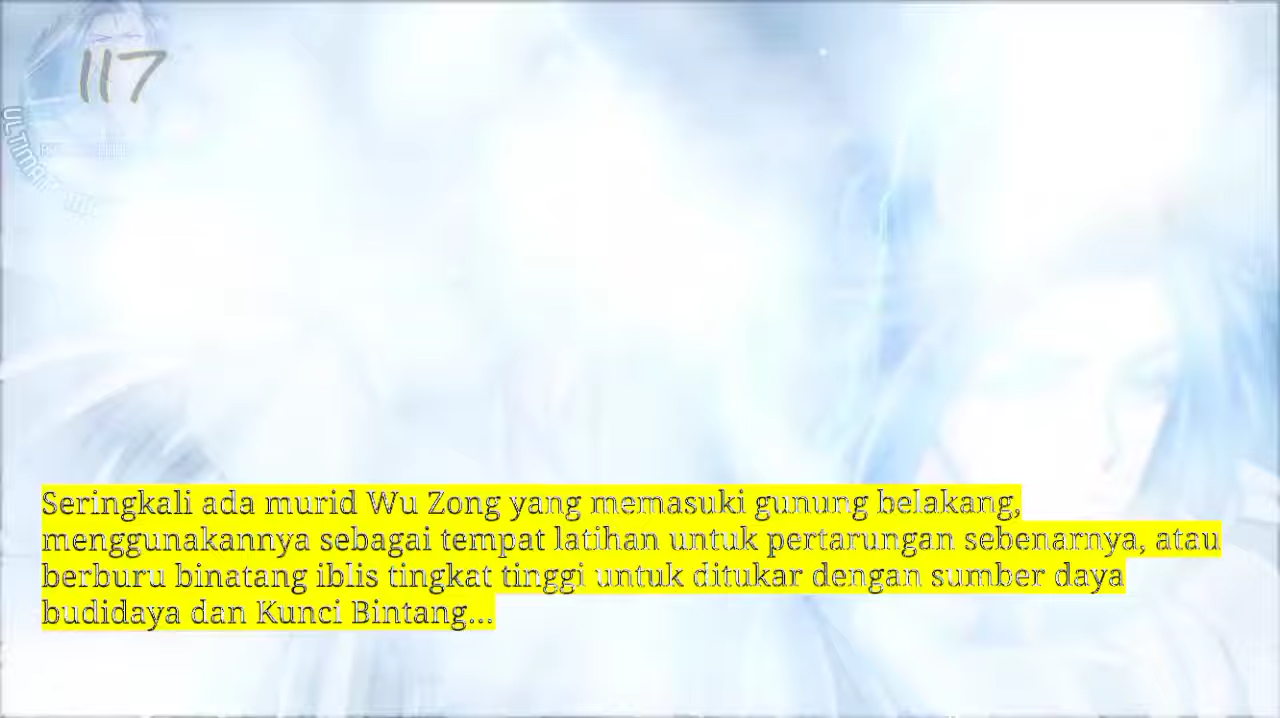 117
Seringkali ada murid Wu Zong yang memasuki gunung belakang,
menggunakannya sebagai tempat latihan untuk pertarungan sebenarnya, atau
berburu binatang iblis tingkat tinggi untuk ditukar dengan sumber daya
budidaya dan Kunci Bintang...